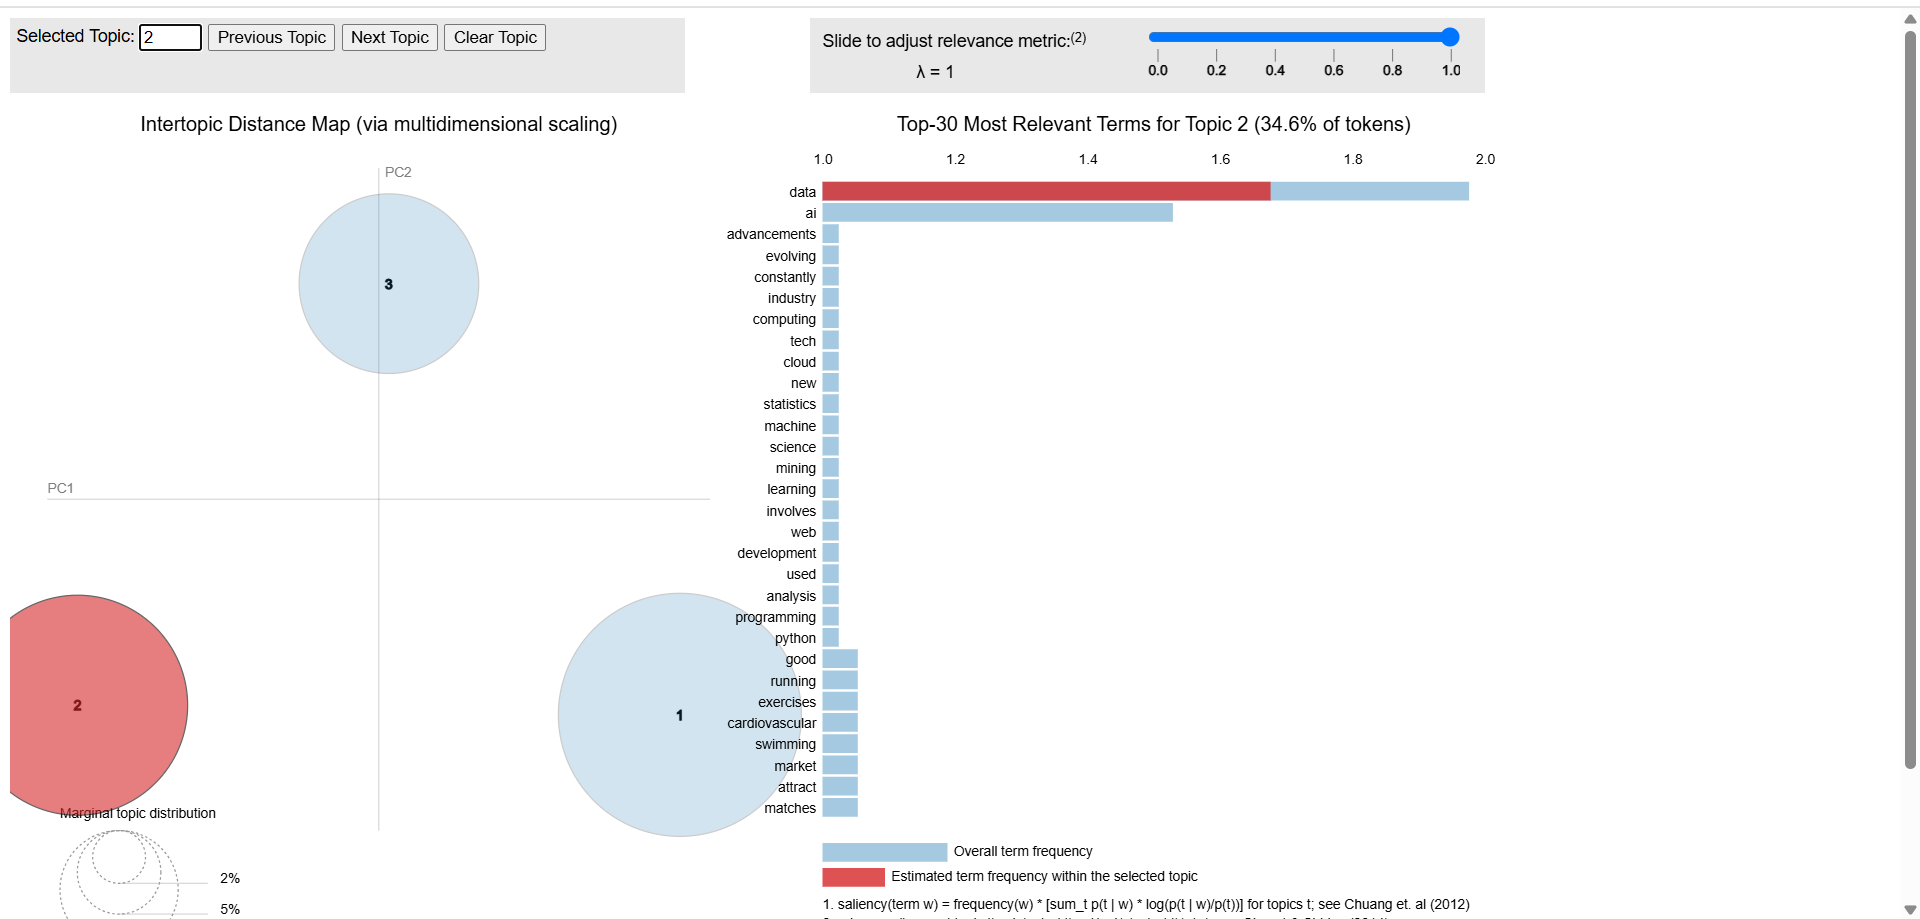 Selected Topic: 2 Previous Topic Next Topic Clear Topic
Slide to adjust relevance metric:(2)
λ = 1
0.0 0.2 0.4 0.6 0.8 1.0
Intertopic Distance Map (via multidimensional scaling)
PC2
3
PC1
2
1
Marginal topic distribution
2%
5%
Top-30 Most Relevant Terms for Topic 2 (34.6% of tokens)
1.0 1.2 1.4 1.6 1.8 2.0
data
ai
advancements
evolving
constantly
industry
computing
tech
cloud
new
statistics
machine
science
mining
learning
involves
web
development
used
analysis
programming
python
good
running
exercises
cardiovascular
swimming
market
attract
matches
Overall term frequency
Estimated term frequency within the selected topic
1. saliency(term w) = frequency(w) * [sum_t p(t | w) * log(p(t | w)/p(t))] for topics t; see Chuang et. al (2012)